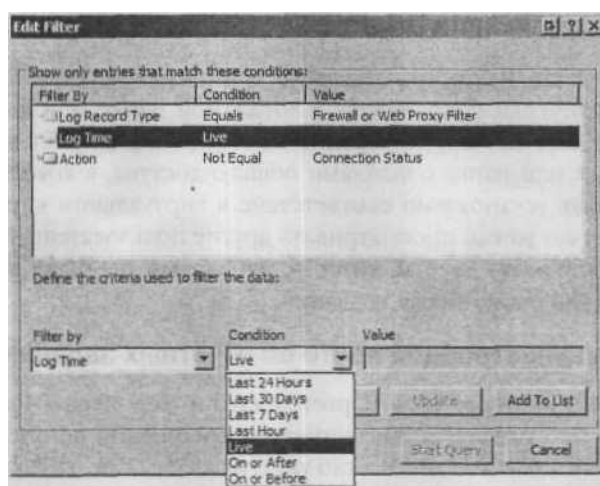 Edit Filter
Show only entries that match these conditions:
Filter By Condition Value
Log Record Type Equals Firewall or Web Proxy Filter
Log Time Live
Action Not Equal Connection Status
Define the criteria used to filter the data:
Filter by Condition Value
Log Time Live
Last 24 Hours
Last 30 Days
Last 7 Days
Last Hour
Live
On or After
On or Before
Update Add To List
Start Query Cancel